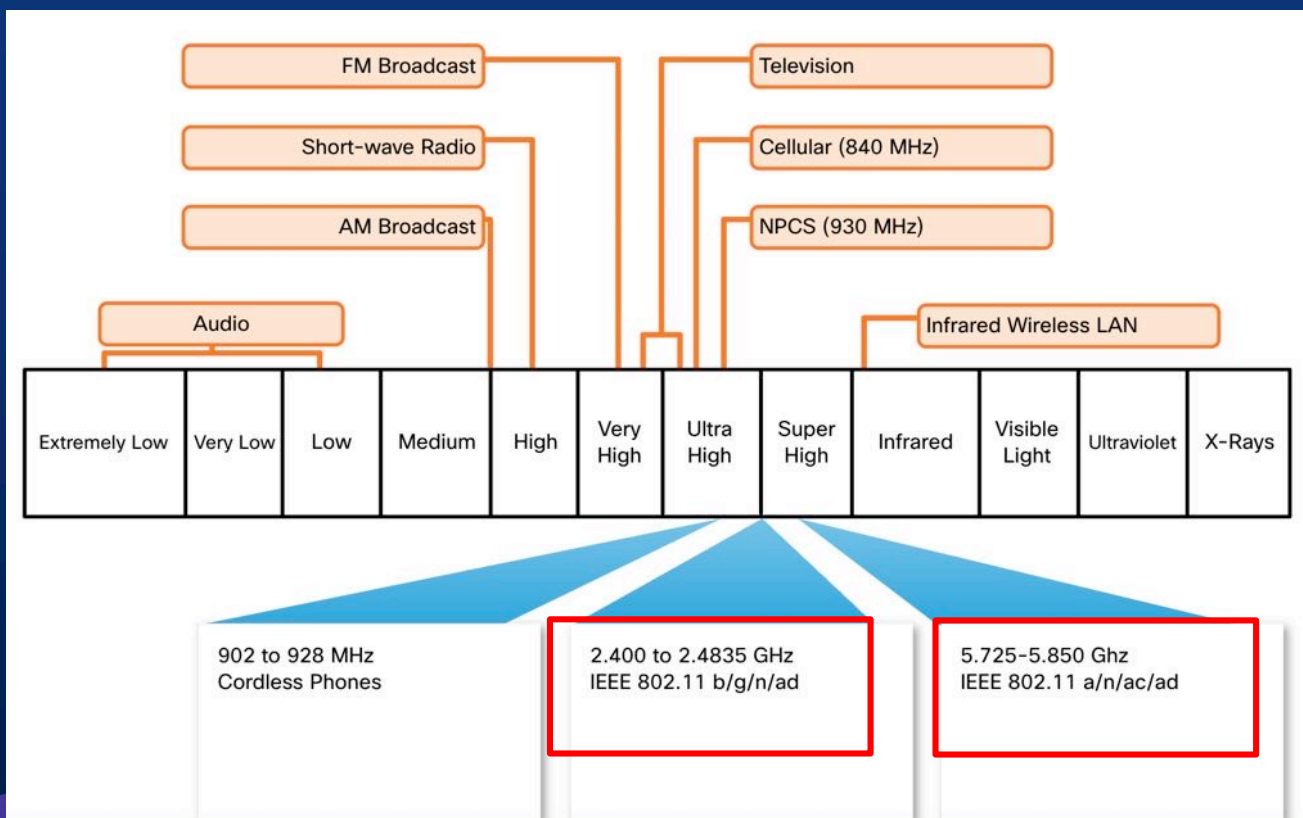 FM Broadcast
Television
Short-wave Radio
Cellular (840 MHz)
AM Broadcast
NPCS (930 MHz)
Audio
Infrared Wireless LAN
Extremely Low
Very Low
Low
Medium
High
Very
High
Ultra
High
Super
High
Infrared
Visible
Light
Ultraviolet
X-Rays
902 to 928 MHz
Cordless Phones
2.400 to 2.4835 GHz
IEEE 802.11 b/g/n/ad
5.725-5.850 Ghz
IEEE 802.11 a/n/ac/ad